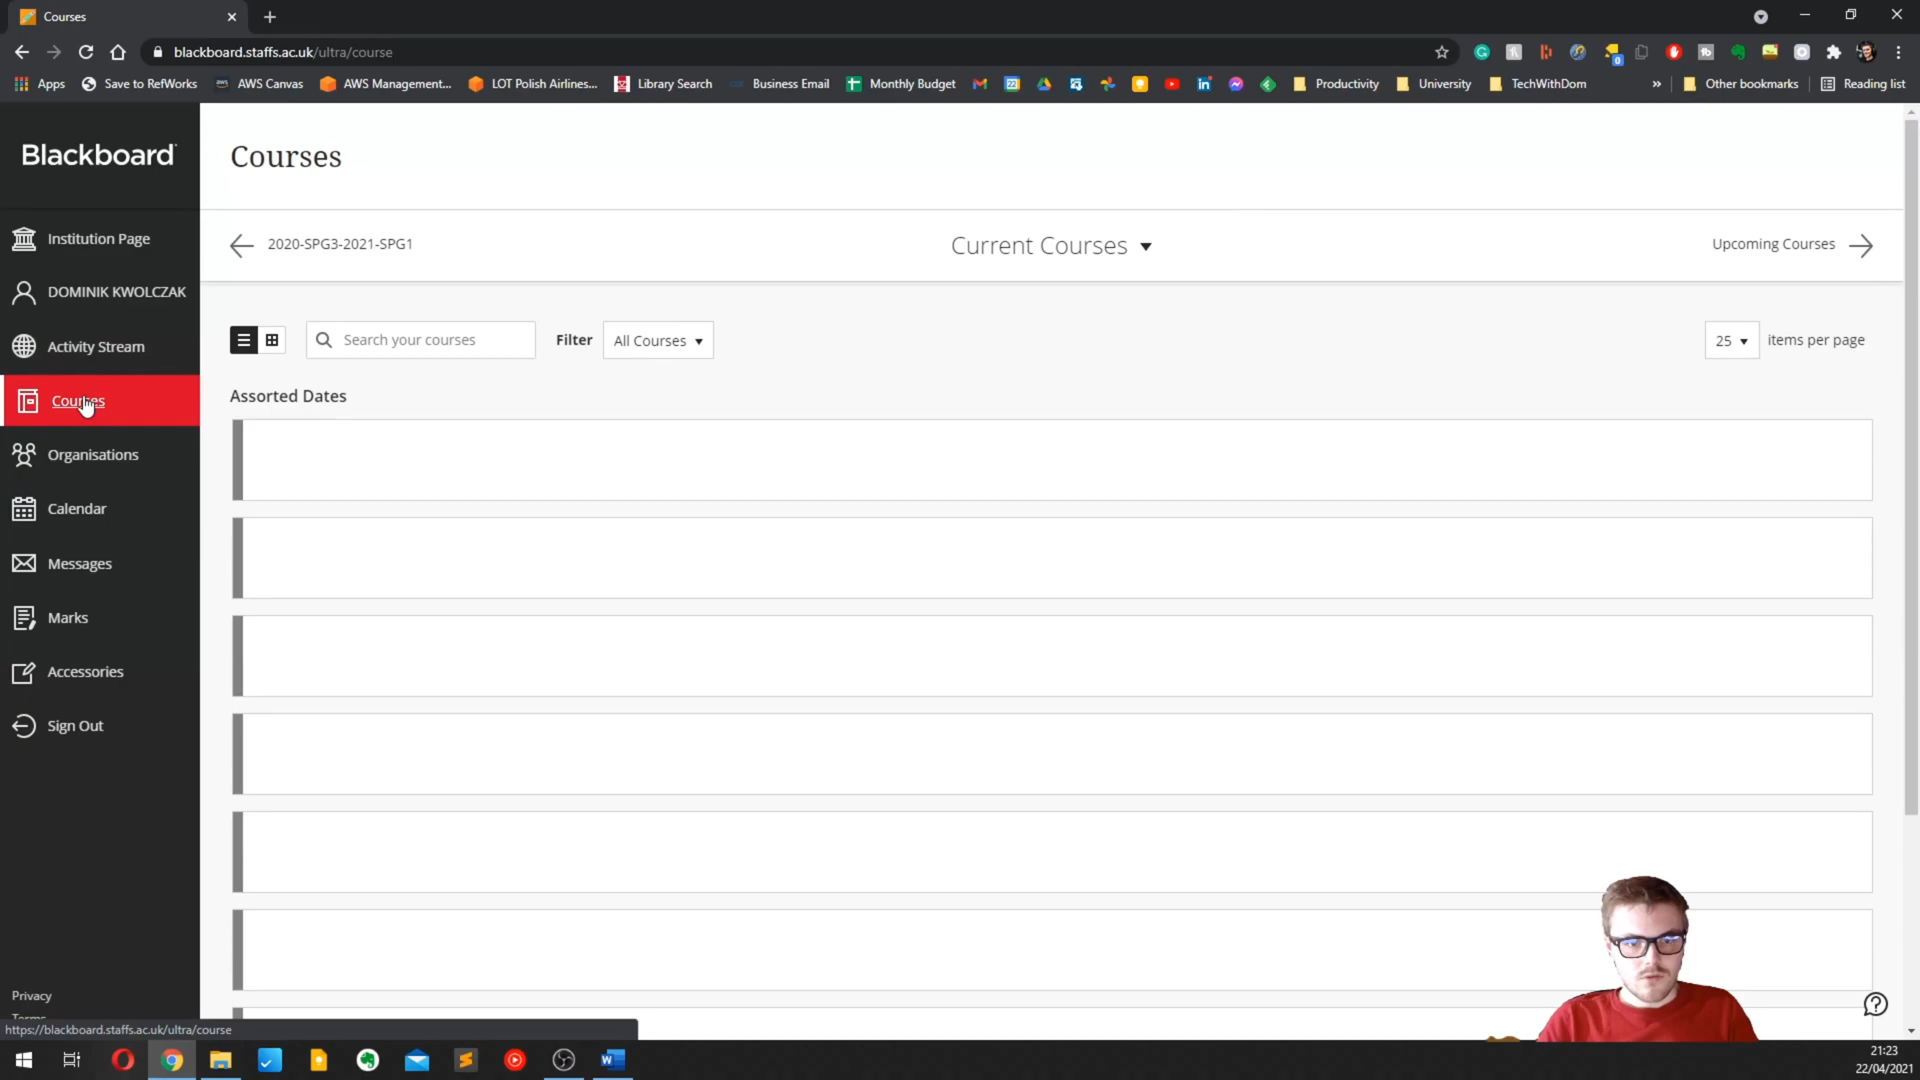 Courses
blackboard.staffs.ac.uk/ultra/course
Apps Save to RefWorks AWS Canvas AWS Management... LOT Polish Airlines... Library Search Business Email Monthly Budget Productivity University TechWithDom » Other bookmarks Reading list
Blackboard
Courses
Institution Page
2020-SPG3-2021-SPG1
Current Courses
Upcoming Courses
DOMINIK KWOLCZAK
Activity Stream
Search your courses
Filter
All Courses
25
items per page
Courses
Assorted Dates
Organisations
Calendar
Messages
Marks
Accessories
Sign Out
Privacy
https://blackboard.staffs.ac.uk/ultra/course
21:23
22/04/2021